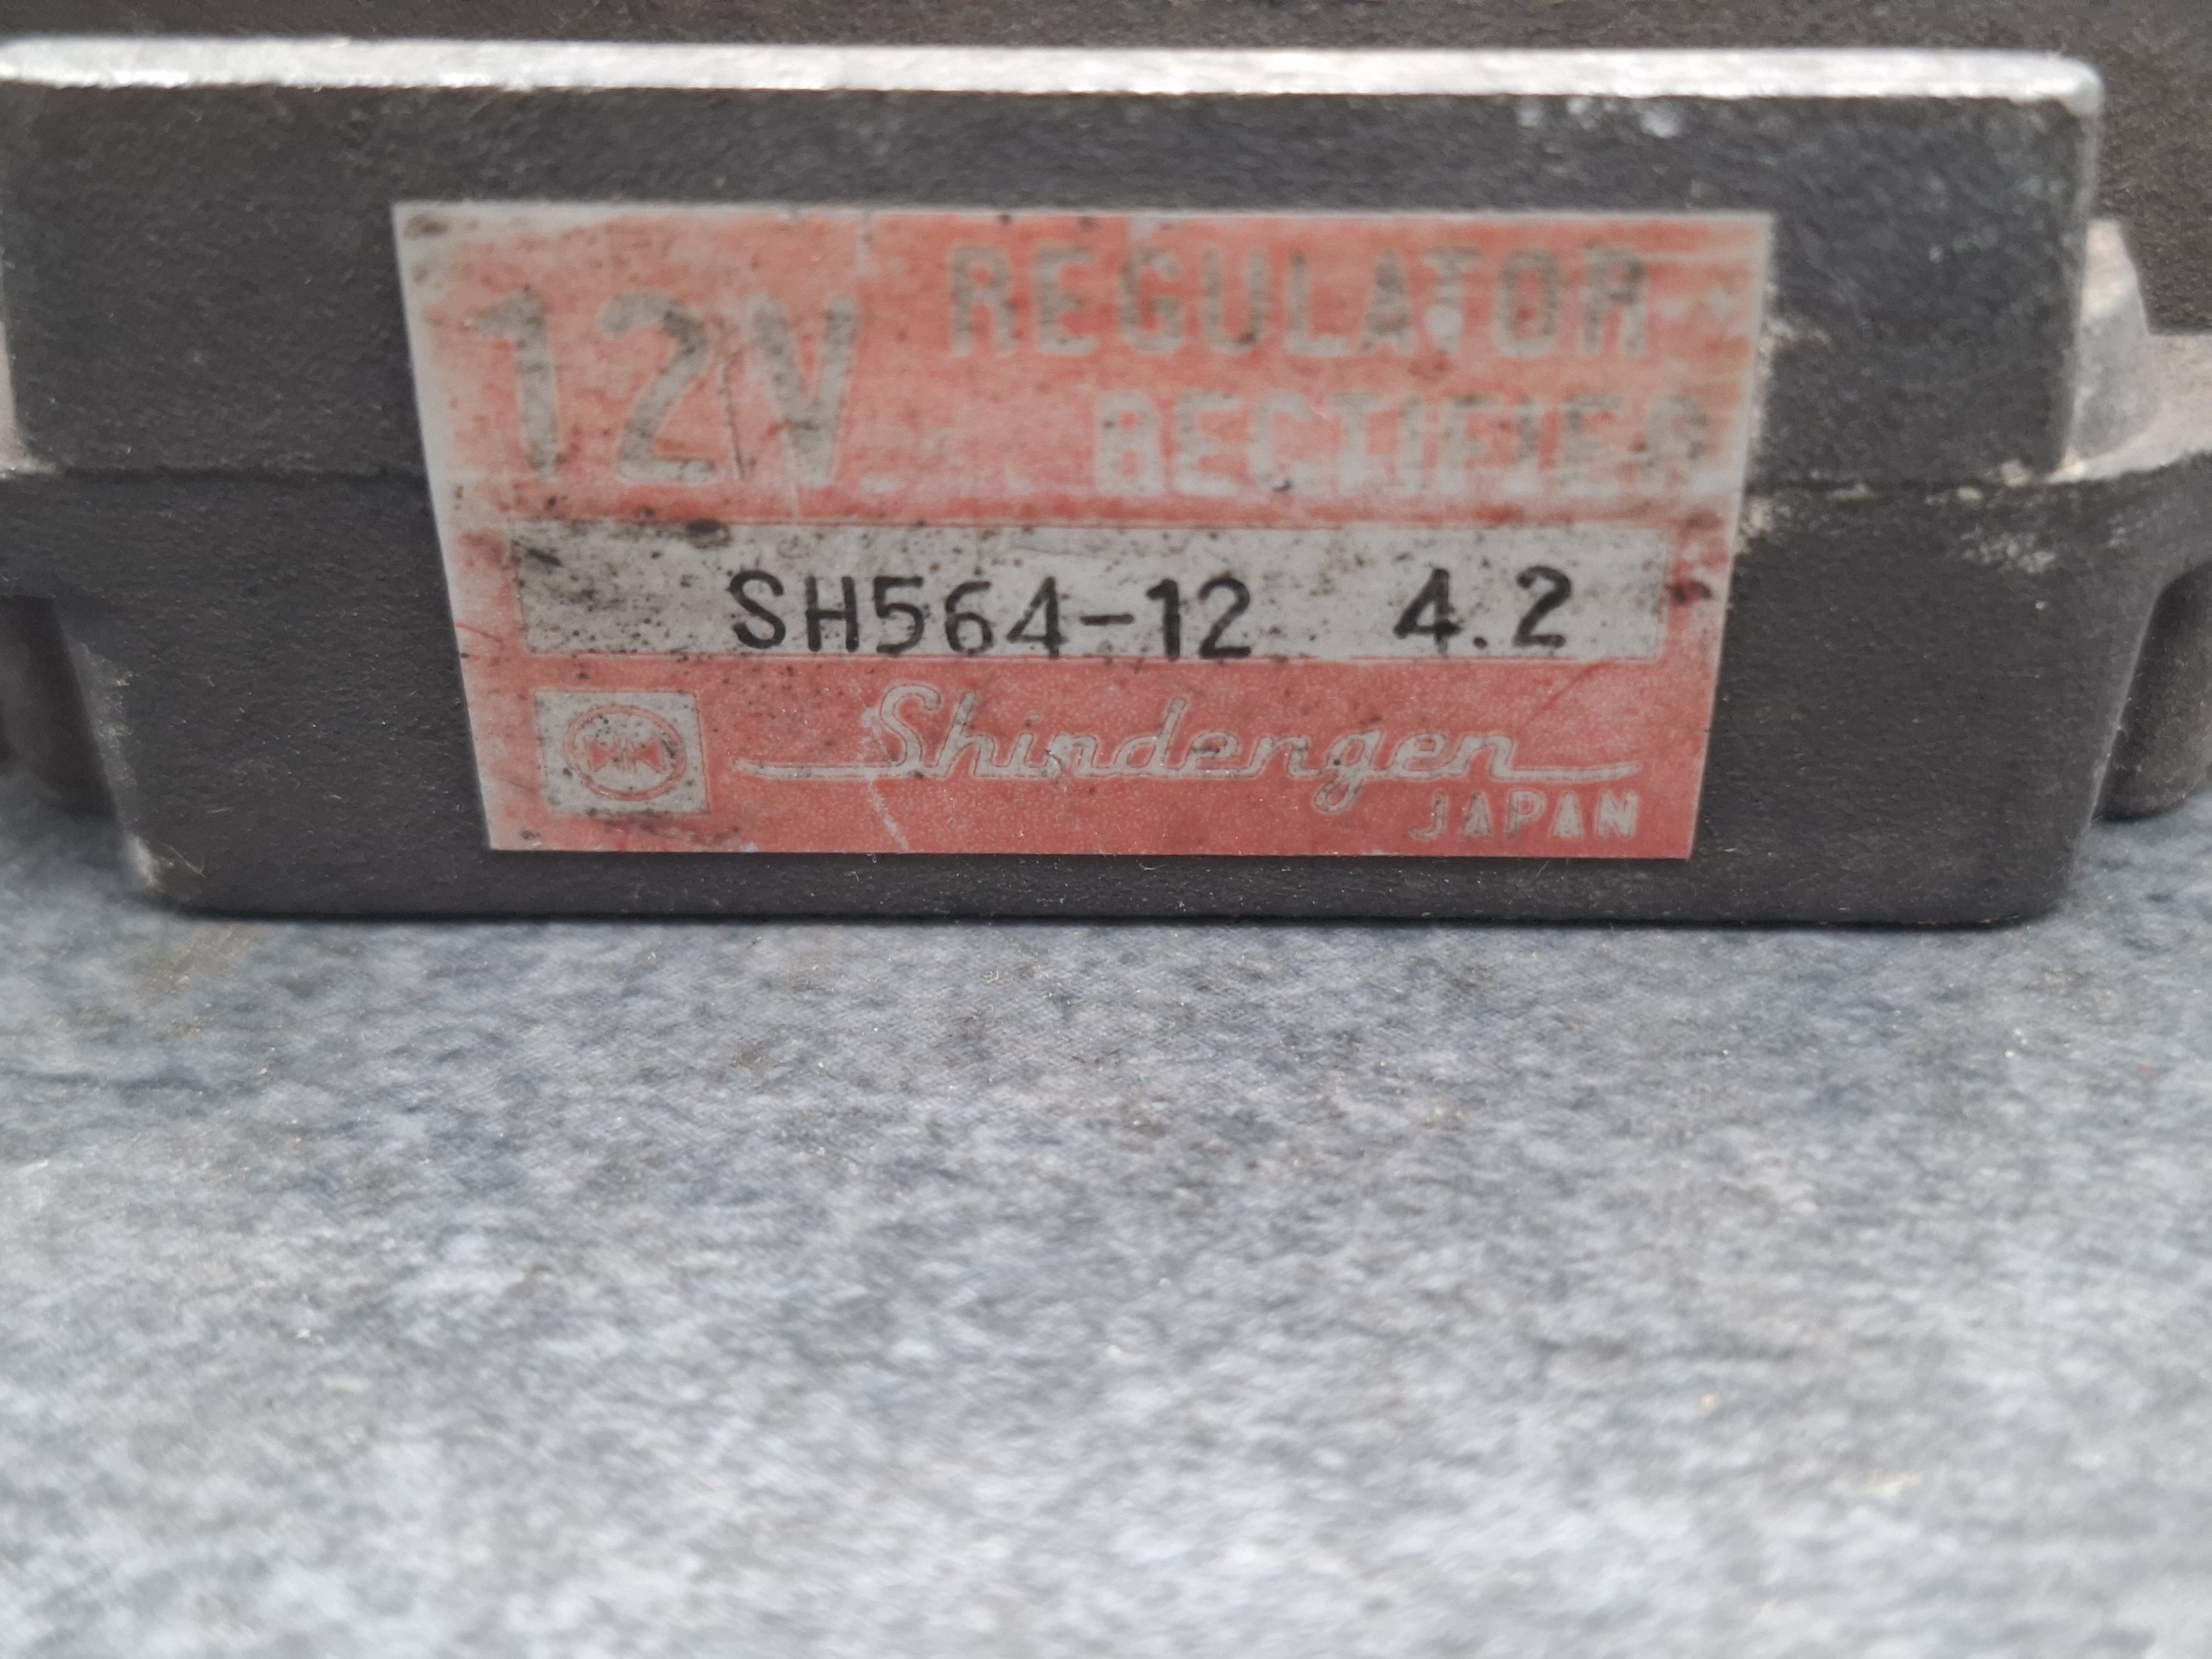 12V REGULATOR
RECTIFIER
SH564-12 4.2
Shindengen
JAPAN